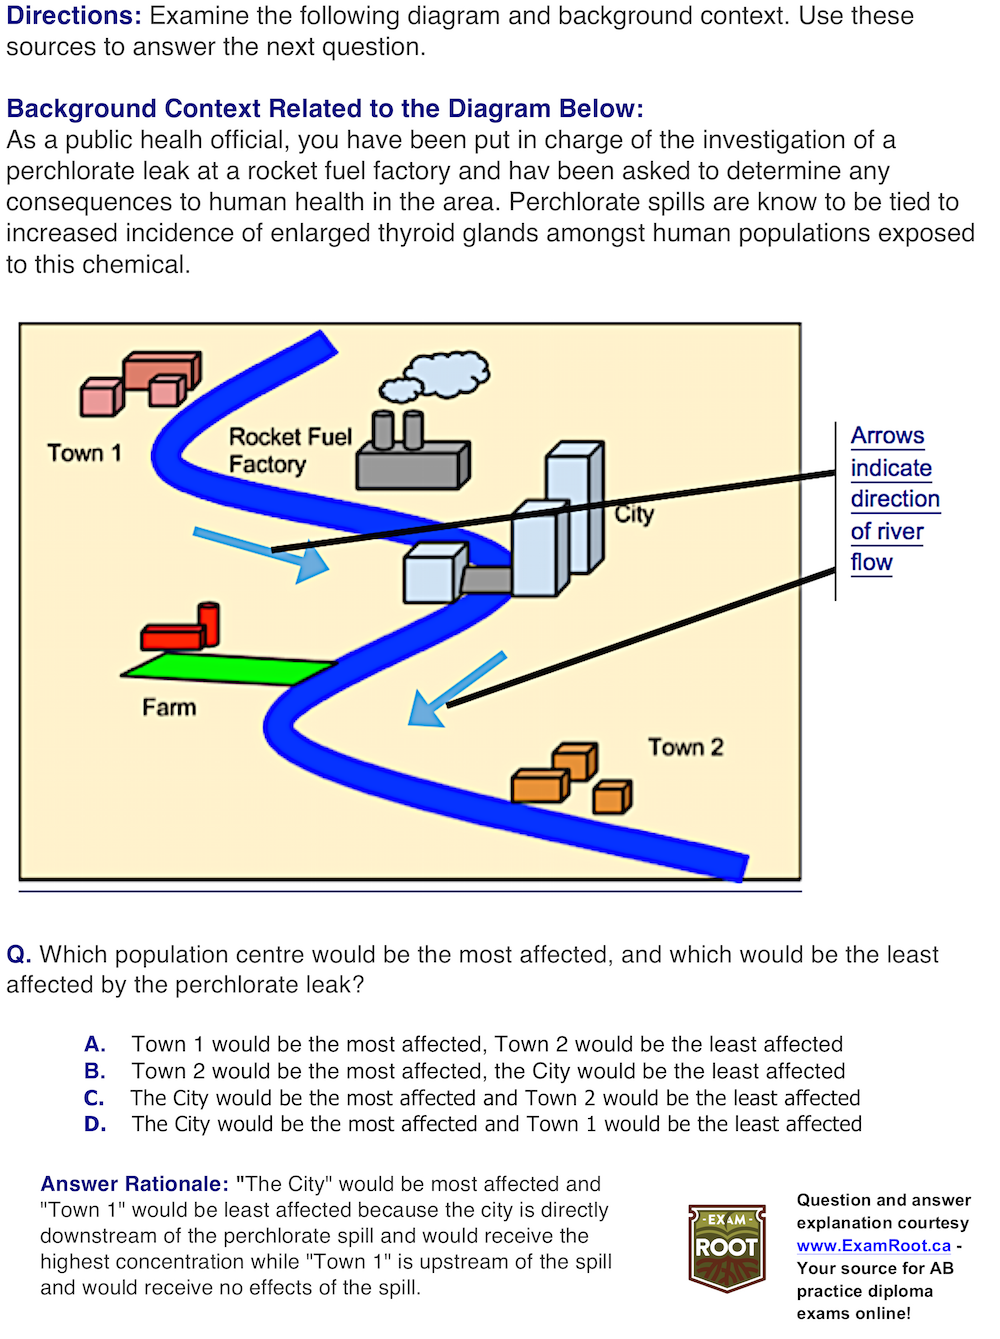 Directions: Examine the following diagram and background context. Use these
sources to answer the next question.
Background Context Related to the Diagram Below:
As a public healh official, you have been put in charge of the investigation of a
perchlorate leak at a rocket fuel factory and hav been asked to determine any
consequences to human health in the area. Perchlorate spills are know to be tied to
increased incidence of enlarged thyroid glands amongst human populations exposed
to this chemical.
Town 1
Rocket Fuel
Factory
City
Arrows
indicate
direction
of river
flow
Farm
Town 2
Q. Which population centre would be the most affected, and which would be the least
affected by the perchlorate leak?
A. Town 1 would be the most affected, Town 2 would be the least affected
B. Town 2 would be the most affected, the City would be the least affected
C. The City would be the most affected and Town 2 would be the least affected
D. The City would be the most affected and Town 1 would be the least affected
Answer Rationale: "The City" would be most affected and
"Town 1" would be least affected because the city is directly
downstream of the perchlorate spill and would receive the
highest concentration while "Town 1" is upstream of the spill
and would receive no effects of the spill.
-EXAM-
ROOT
Question and answer
explanation courtesy
www.ExamRoot.ca -
Your source for AB
practice diploma
exams online!